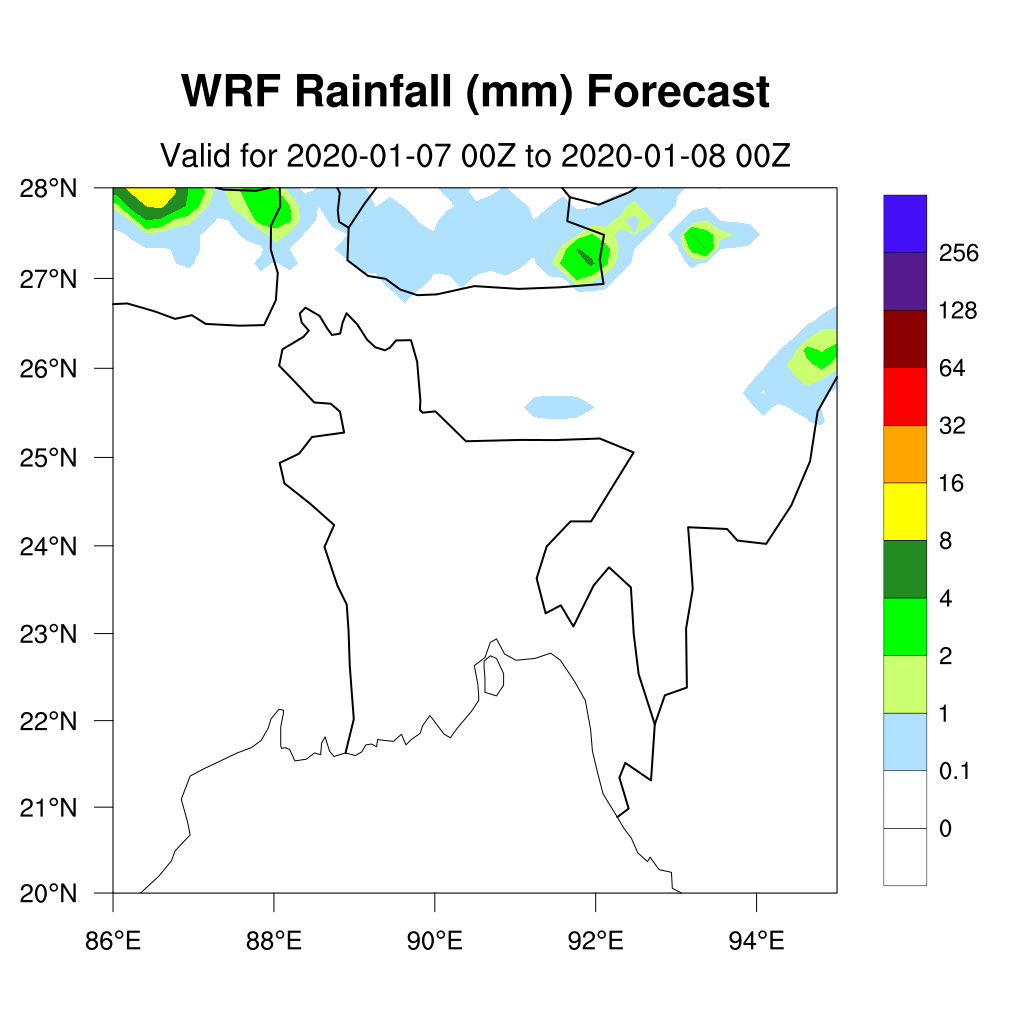 WRF Rainfall (mm) Forecast
Valid for 2020-01-07 00Z to 2020-01-08 00Z
28°N
27°N
26°N
25°N
24°N
23°N
22°N
21°N
20°N
86°E 88°E 90°E 92°E 94°E
256
128
64
32
16
8
4
2
1
0.1
0